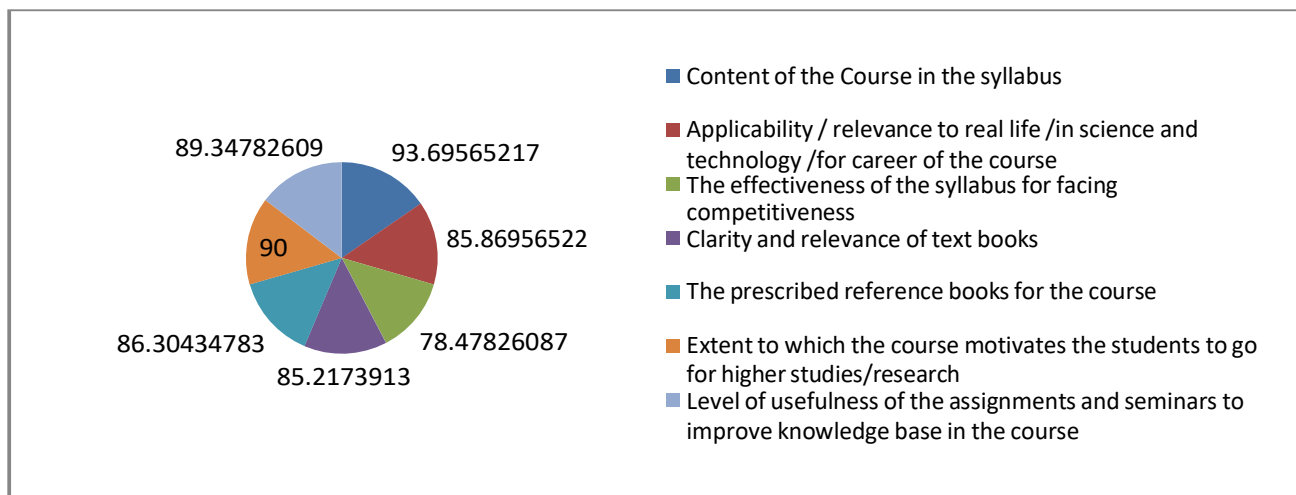 89.34782609
93.69565217
90
85.86956522
86.30434783
78.47826087
85.2173913
Content of the Course in the syllabus
Applicability / relevance to real life /in science and
technology /for career of the course
The effectiveness of the syllabus for facing
competitiveness
Clarity and relevance of text books
The prescribed reference books for the course
Extent to which the course motivates the students to go
for higher studies/research
Level of usefulness of the assignments and seminars to
improve knowledge base in the course